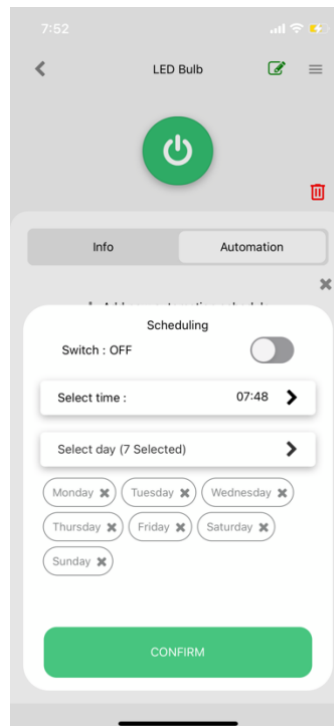 7:52
LED Bulb
Info Automation
Scheduling
Switch : OFF
Select time : 07:48
Select day (7 Selected)
Monday Tuesday Wednesday
Thursday Friday Saturday
Sunday
CONFIRM